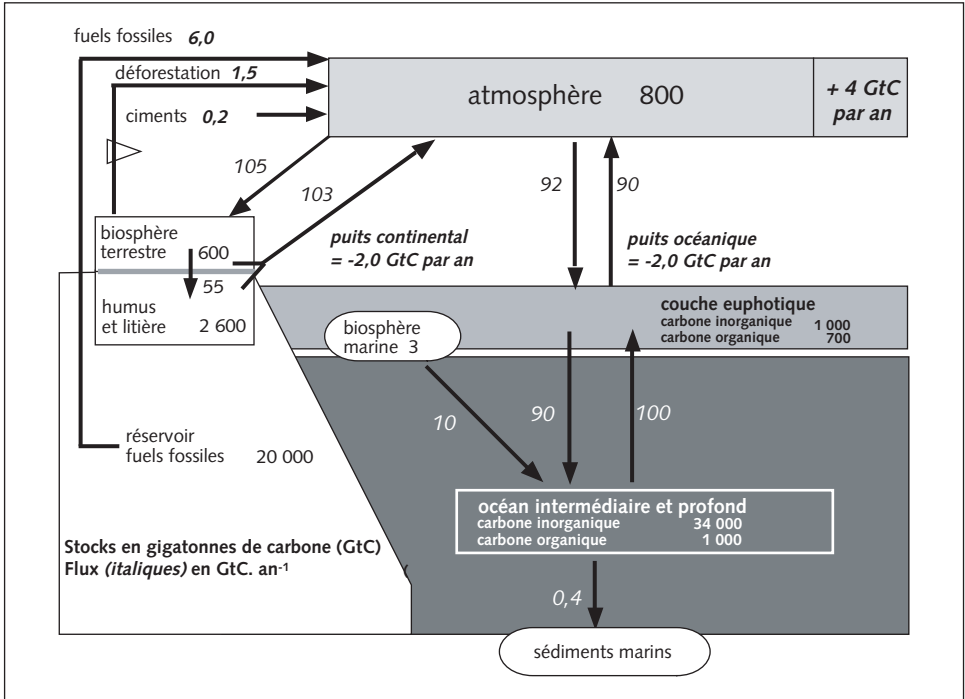 fuels fossiles 6,0
déforestation 1,5
ciments 0,2
atmosphère 800
+ 4 GtC
par an
105
103
92
90
biosphère
terrestre 600
55
humus
et litière 2 600
puits continental
= -2,0 GtC par an
puits océanique
= -2,0 GtC par an
couche euphotique
carbone inorganique 1 000
carbone organique 700
biosphère
marine 3
10
90
100
réservoir
fuels fossiles 20 000
océan intermédiaire et profond
carbone inorganique 34 000
carbone organique 1 000
Stocks en gigatonnes de carbone (GtC)
Flux (italiques) en GtC. an-1
(
0,4
sédiments marins